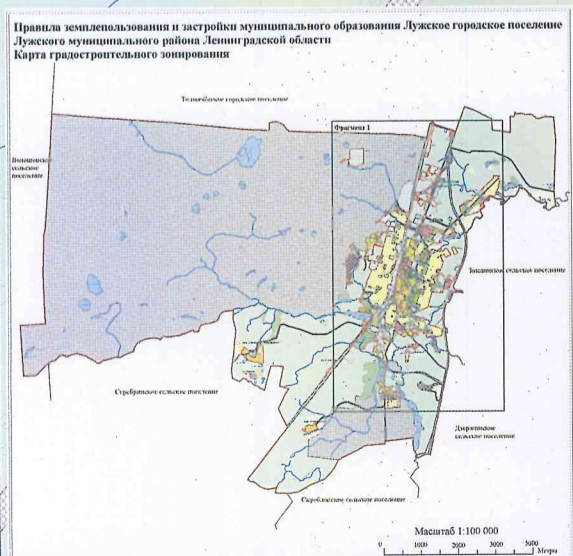 Правила землепользования и застройки муниципального образования Лужское городское поселение
Лужского муниципального района Ленинградской области
Карта градостроительного зонирования
Толмачёвское городское поселение
Фрагмент 1
Волошовское
сельское
поселение
сельское поселение
Серебрянское сельское поселение
Дзержинское
сельское поселение
Скребловское сельское поселение
Масштаб 1:100 000
0 1000 2000 3000 5000
Метры